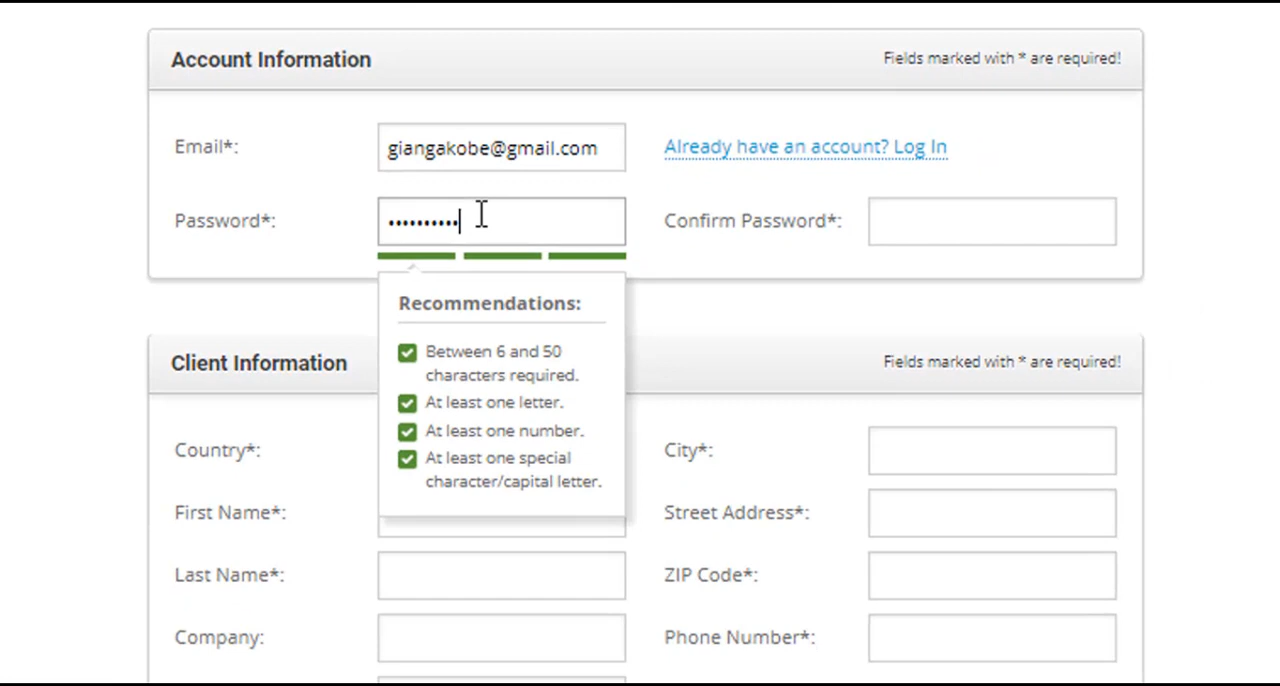 Account Information
Fields marked with * are required!
Email*:
giangakobe@gmail.com
Already have an account? Log In
Password*:
••••••••••
Confirm Password*:
Recommendations:
Between 6 and 50
characters required.
At least one letter.
At least one number.
At least one special
character/capital letter.
Client Information
Fields marked with * are required!
Country*:
City*:
First Name*:
Street Address*:
Last Name*:
ZIP Code*:
Company:
Phone Number*: